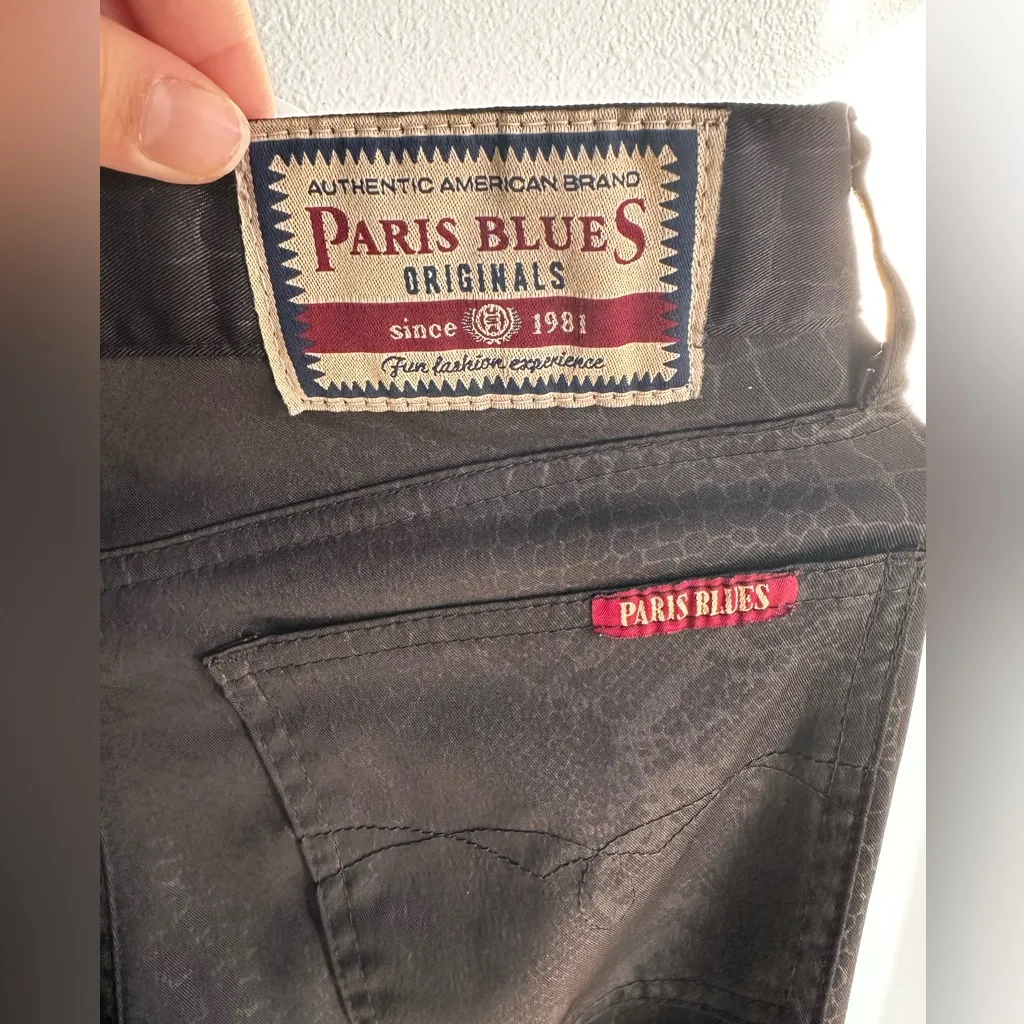 AUTHENTIC AMERICAN BRAND
PARIS BLUES
ORIGINALS
since 1981
Fun fashion experience
PARIS BLUES